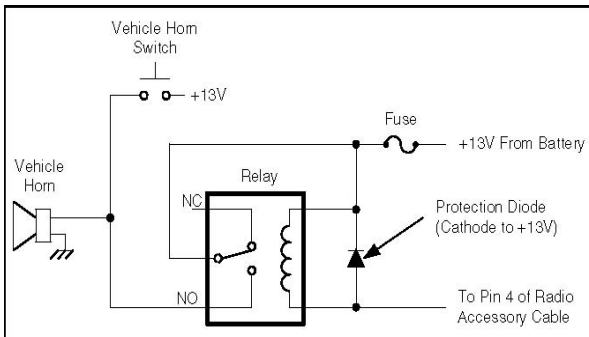 Vehicle Horn
Switch
+13V
Fuse
+13V From Battery
Vehicle
Horn
Relay
NC
Protection Diode
(Cathode to +13V)
NO
To Pin 4 of Radio
Accessory Cable